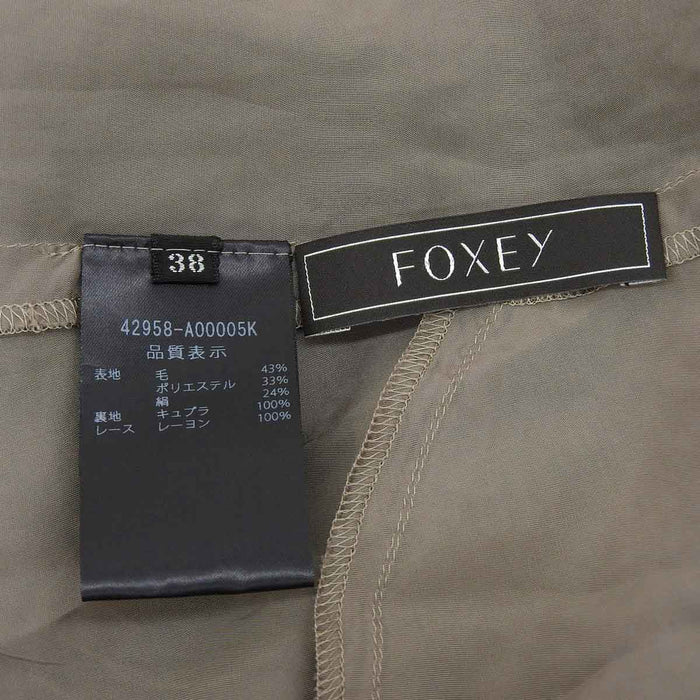 38
FOXEY
42958-A00005K
品質表示
表地 毛 43%
ポリエステル 33%
絹 24%
裏地 キュプラ 100%
レース レーヨン 100%